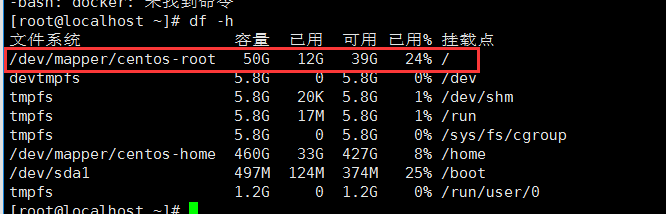 -bash: docker: 未找到命令
[root@localhost ~]# df -h
文件系统 容量 已用 可用 已用% 挂载点
/dev/mapper/centos-root 50G 12G 39G 24% /
devtmpfs 5.8G 0 5.8G 0% /dev
tmpfs 5.8G 20K 5.8G 1% /dev/shm
tmpfs 5.8G 17M 5.8G 1% /run
tmpfs 5.8G 0 5.8G 0% /sys/fs/cgroup
/dev/mapper/centos-home 460G 33G 427G 8% /home
/dev/sda1 497M 124M 374M 25% /boot
tmpfs 1.2G 0 1.2G 0% /run/user/0
[root@localhost ~]#